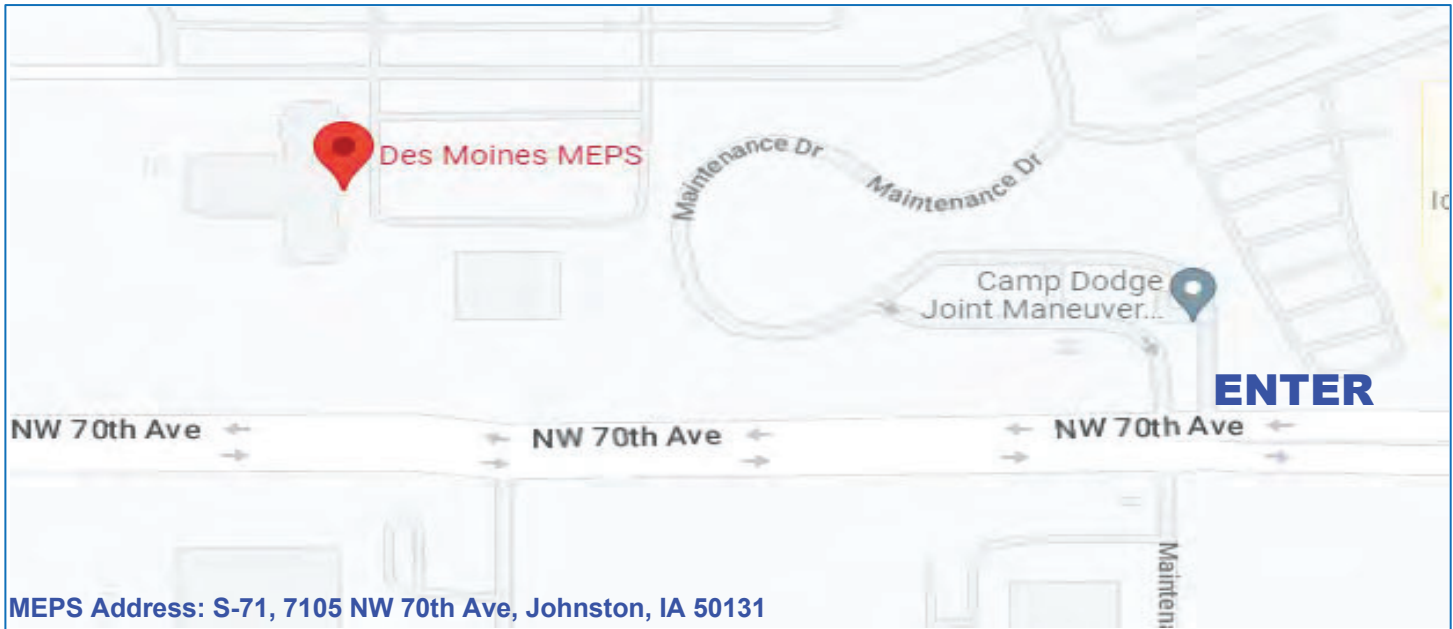 Des Moines MEPS
Maintenance Dr
Maintenance Dr
Camp Dodge
Joint Maneuver...
ENTER
NW 70th Ave
NW 70th Ave
NW 70th Ave
MEPS Address: S-71, 7105 NW 70th Ave, Johnston, IA 50131